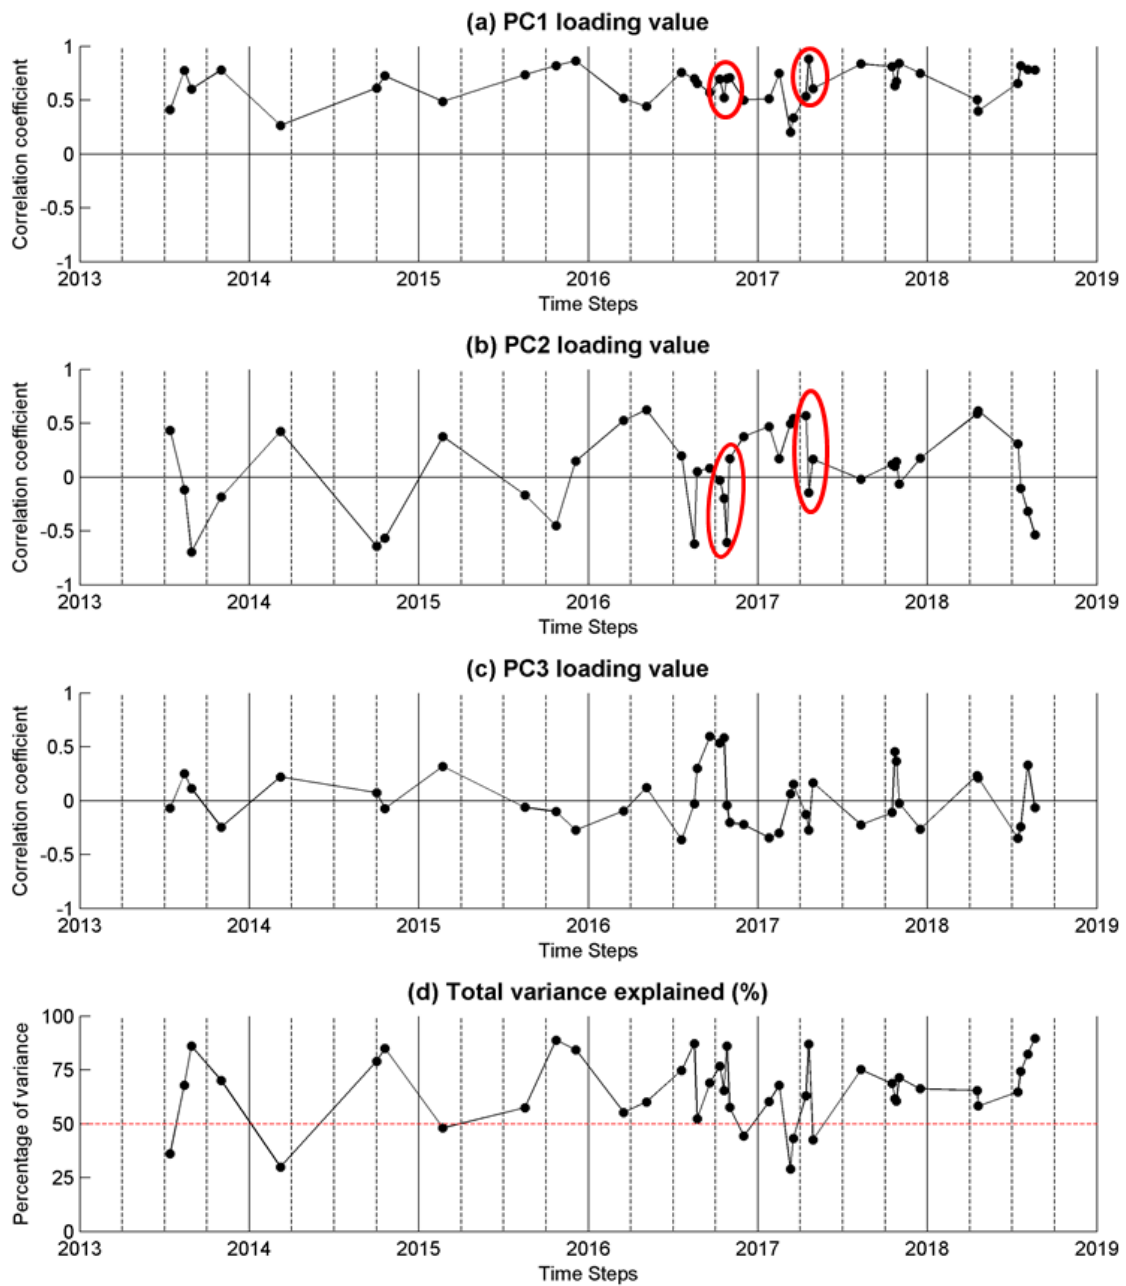 (a) PC1 loading value
1
0.5
0
-0.5
-1
Correlation coefficient
2013 2014 2015 2016 2017 2018 2019
Time Steps
(b) PC2 loading value
1
0.5
0
-0.5
-1
Correlation coefficient
2013 2014 2015 2016 2017 2018 2019
Time Steps
(c) PC3 loading value
1
0.5
0
-0.5
-1
Correlation coefficient
2013 2014 2015 2016 2017 2018 2019
Time Steps
(d) Total variance explained (%)
100
75
50
25
0
Percentage of variance
2013 2014 2015 2016 2017 2018 2019
Time Steps